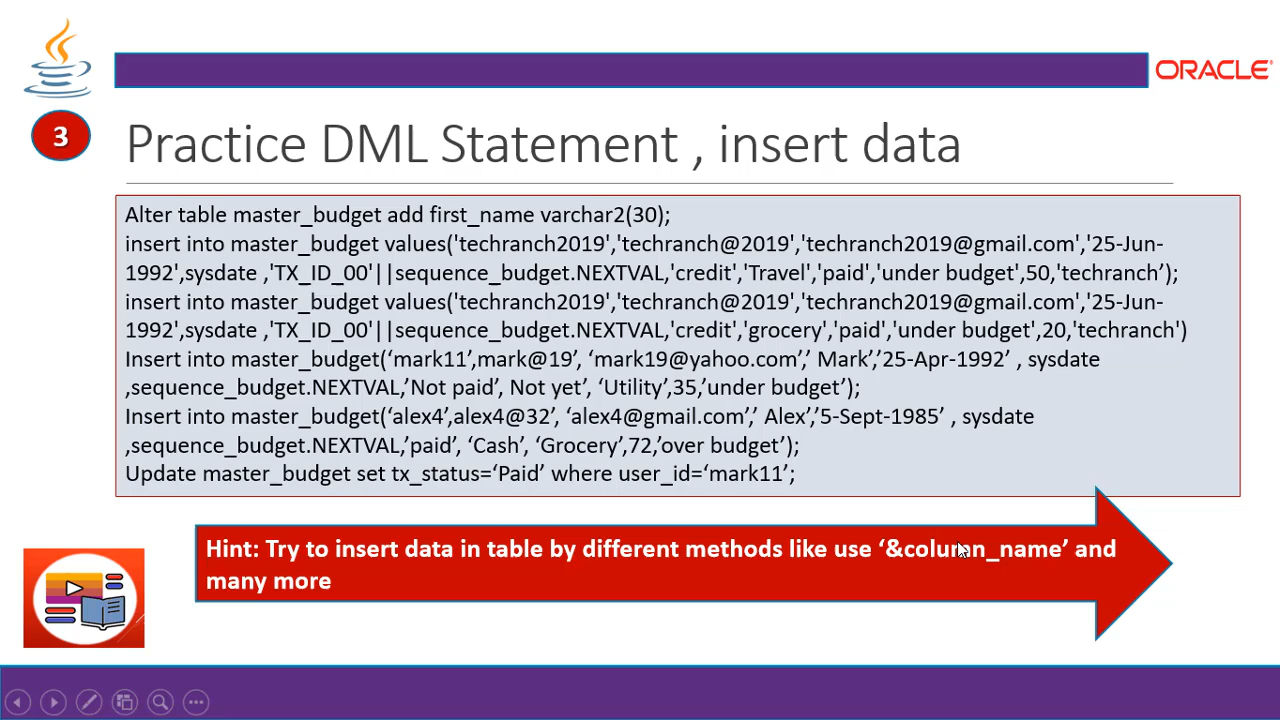 ORACLE
3
Practice DML Statement , insert data
Alter table master_budget add first_name varchar2(30);
insert into master_budget values('techranch2019','techranch@2019','techranch2019@gmail.com','25-Jun-
1992',sysdate ,'TX_ID_00'||sequence_budget.NEXTVAL,'credit','Travel','paid','under budget',50,'techranch’);
insert into master_budget values('techranch2019','techranch@2019','techranch2019@gmail.com','25-Jun-
1992',sysdate ,'TX_ID_00'||sequence_budget.NEXTVAL,'credit','grocery','paid','under budget',20,'techranch')
Insert into master_budget(‘mark11’,mark@19’, ‘mark19@yahoo.com’,’ Mark’,’25-Apr-1992’ , sysdate
,sequence_budget.NEXTVAL,’Not paid’, Not yet’, ‘Utility’,35,’under budget’);
Insert into master_budget(‘alex4’,alex4@32’, ‘alex4@gmail.com’,’ Alex’,’5-Sept-1985’ , sysdate
,sequence_budget.NEXTVAL,’paid’, ‘Cash’, ‘Grocery’,72,’over budget’);
Update master_budget set tx_status=‘Paid’ where user_id=‘mark11’;
Hint: Try to insert data in table by different methods like use ‘&column_name’ and
many more